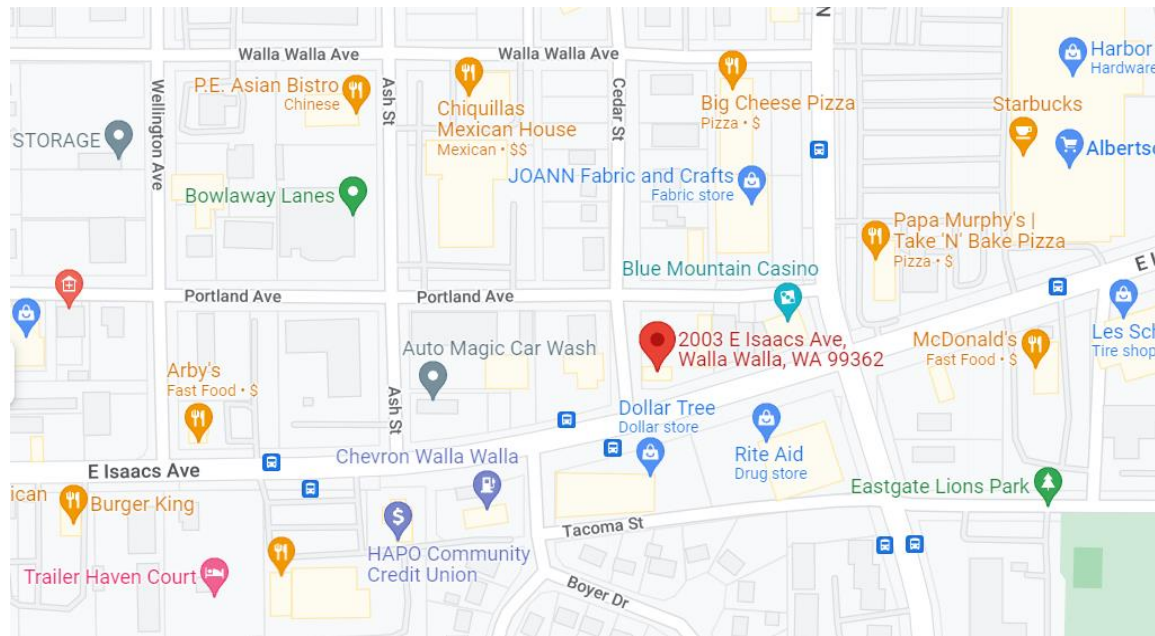 N
Walla Walla Ave
Walla Walla Ave
Harbor
Hardware
P.E. Asian Bistro
Chinese
Wellington Ave
Ash St
Chiquillas
Mexican House
Mexican • $$
Cedar St
Big Cheese Pizza
Pizza • $
Starbucks
STORAGE
Albertso
JOANN Fabric and Crafts
Fabric store
Bowlaway Lanes
Papa Murphy's |
Take 'N' Bake Pizza
Pizza • $
E I
Blue Mountain Casino
Portland Ave
Portland Ave
2003 E Isaacs Ave,
Walla Walla, WA 99362
McDonald's
Fast Food • $
Les Sch
Tire shop
Auto Magic Car Wash
Arby's
Fast Food • $
Ash St
Dollar Tree
Dollar store
Rite Aid
Drug store
E Isaacs Ave
Chevron Walla Walla
Eastgate Lions Park
ican
Burger King
$
Tacoma St
HAPO Community
Credit Union
Trailer Haven Court
Boyer Dr